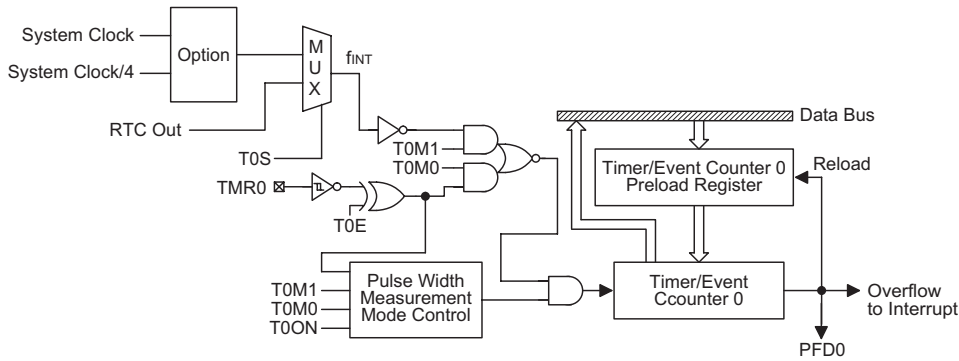 System Clock
System Clock/4
Option
MUX
fINT
RTC Out
T0S
T0M1
T0M0
TMR0
T0E
Data Bus
Timer/Event Counter 0
Preload Register
Reload
T0M1
T0M0
T0ON
Pulse Width
Measurement
Mode Control
Timer/Event
Ccounter 0
Overflow
to Interrupt
PFD0